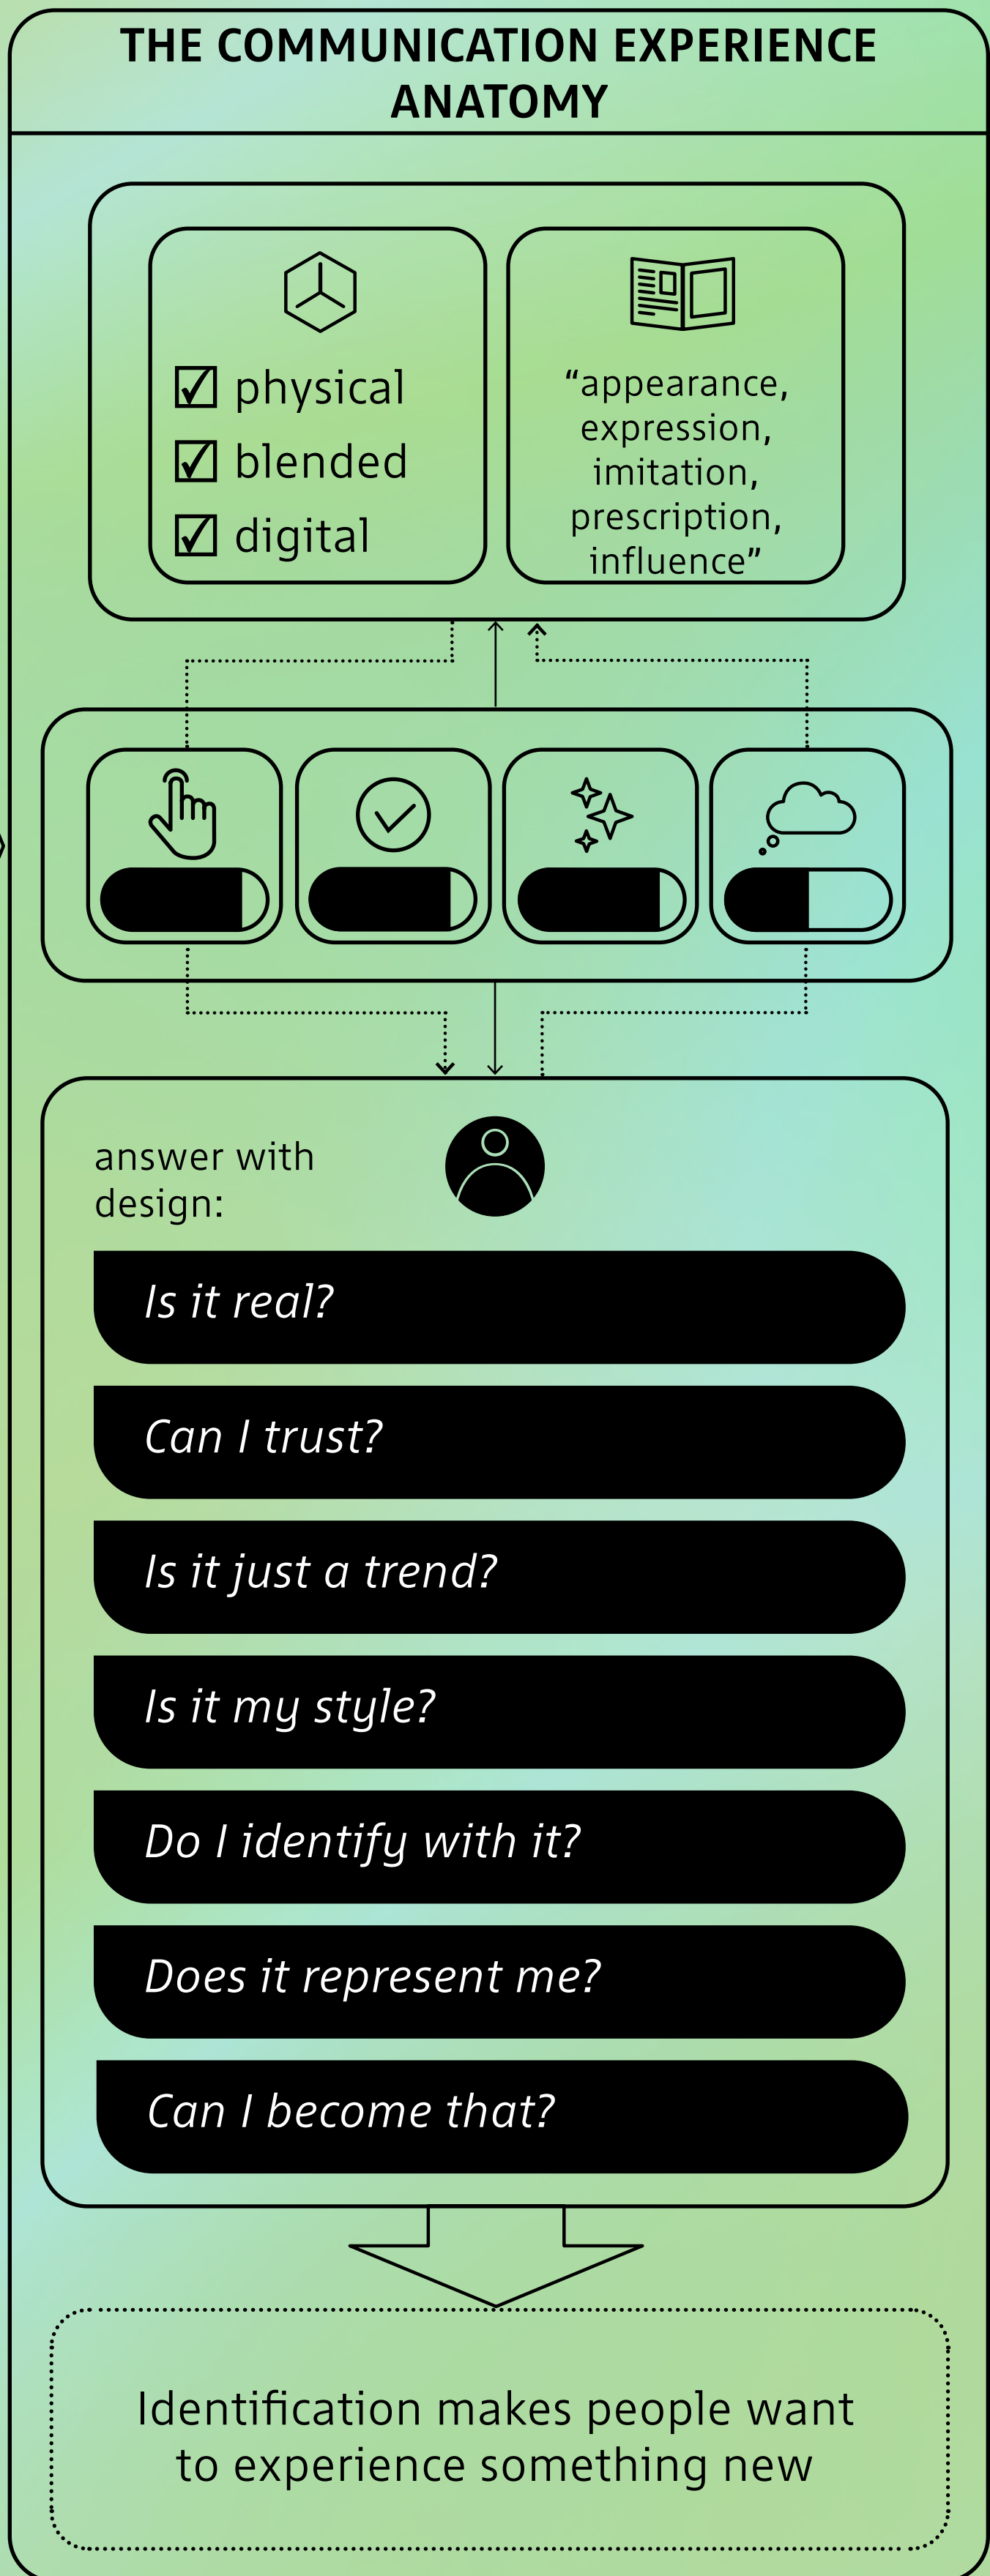 THE COMMUNICATION EXPERIENCE
ANATOMY
physical
blended
digital
“appearance,
expression,
imitation,
prescription,
influence”
answer with
design:
Is it real?
Can I trust?
Is it just a trend?
Is it my style?
Do I identify with it?
Does it represent me?
Can I become that?
Identification makes people want
to experience something new